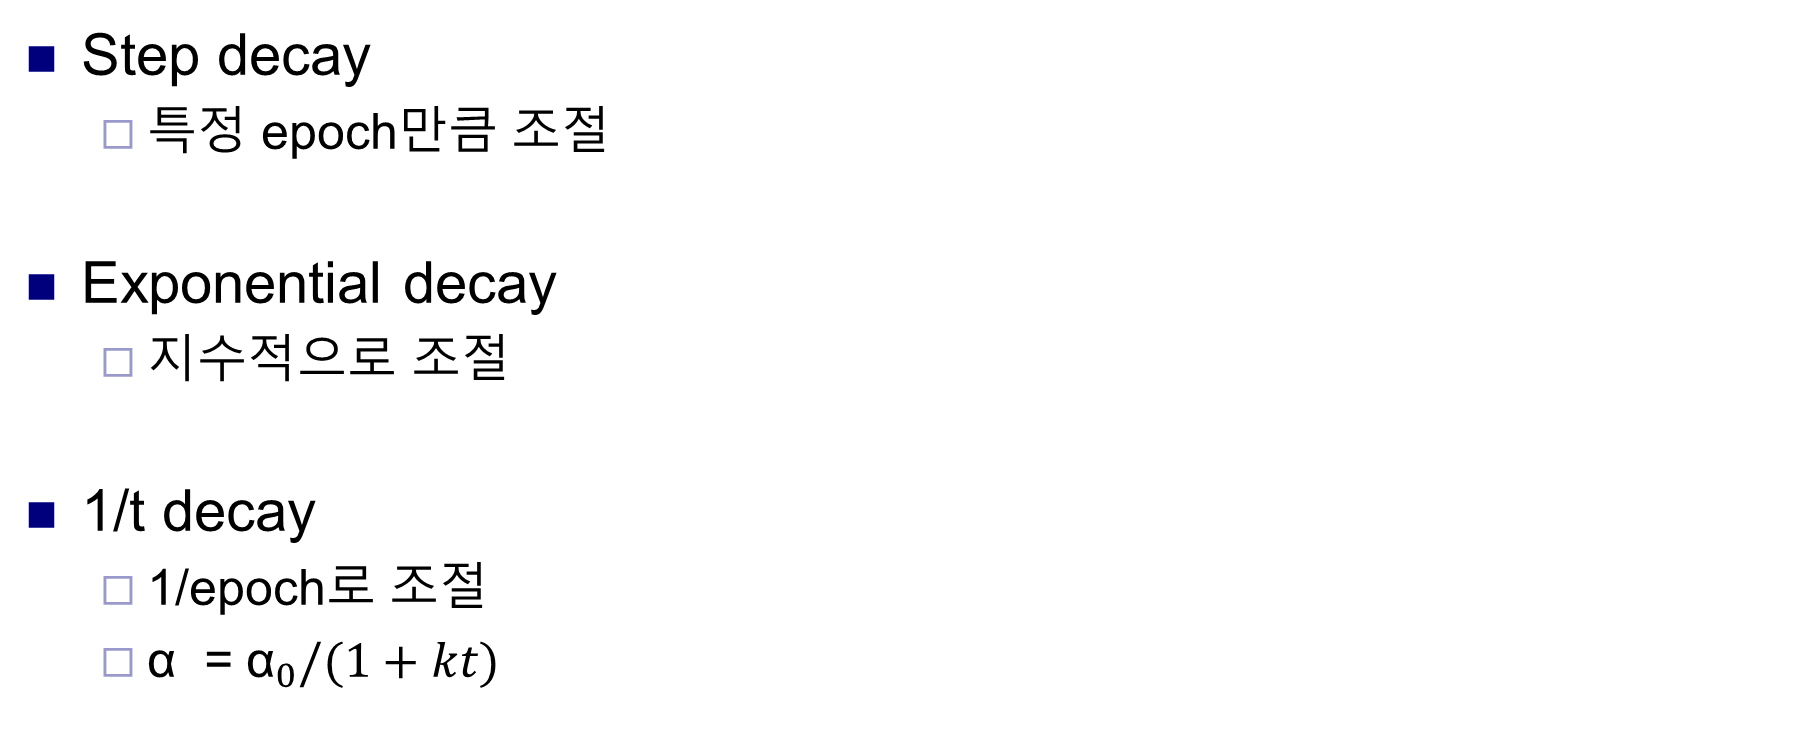 Step decay
특정 epoch만큼 조절
Exponential decay
지수적으로 조절
1/t decay
1/epoch로 조절
α = α₀/(1 + kt)